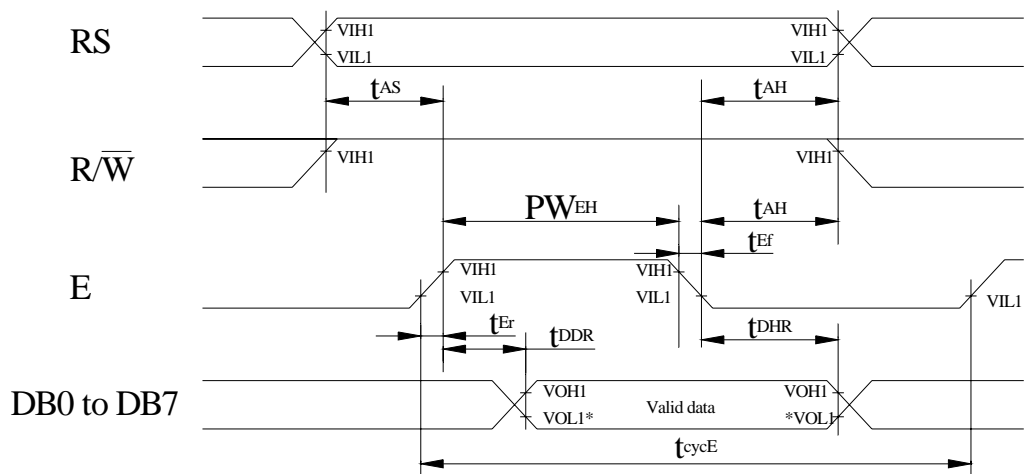 RS
VIH1
VIL1
VIH1
VIL1
tAS
tAH
R/W̅
VIH1
VIH1
PWEH
tAH
tEf
E
VIH1
VIL1
VIH1
VIL1
VIL1
tEr
tDDR
tDHR
DB0 to DB7
VOH1
VOL1*
Valid data
VOH1
*VOL1
tcycE